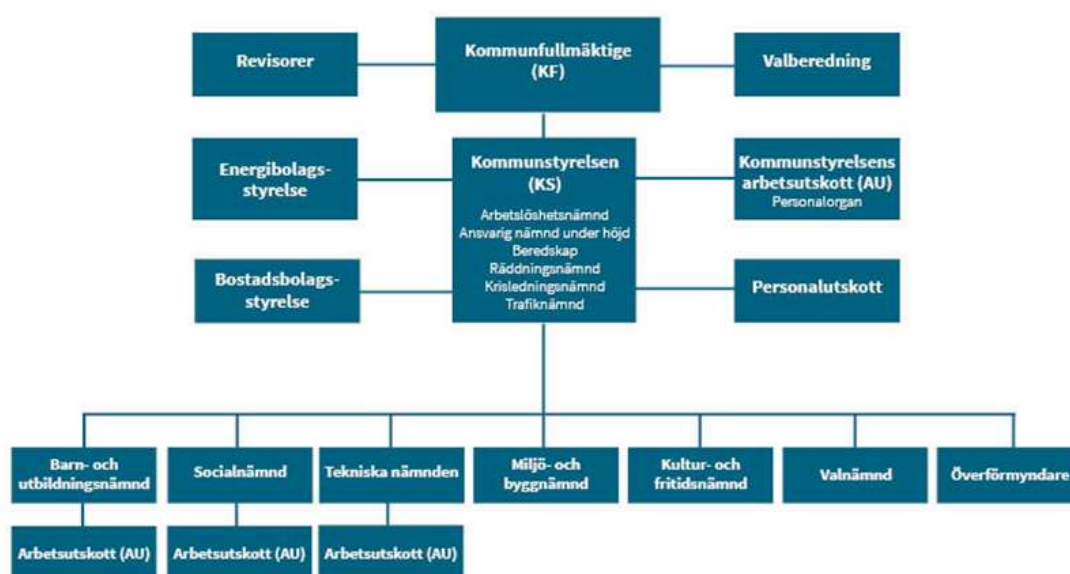 Revisorer
Kommunfullmäktige
(KF)
Valberedning
Energibolags-
styrelse
Kommunstyrelsen
(KS)
Arbetslöshetsnämnd
Ansvarig nämnd under höjd
Beredskap
Räddningsnämnd
Krisledningsnämnd
Trafiknämnd
Kommunstyrelsens
arbetsutskott (AU)
Personalorgan
Bostadsbolags-
styrelse
Personalutskott
Barn- och
utbildningsnämnd
Socialnämnd
Tekniska nämnden
Miljö- och
byggnämnd
Kultur- och
fritidsnämnd
Valnämnd
Överförmyndare
Arbetsutskott (AU)
Arbetsutskott (AU)
Arbetsutskott (AU)